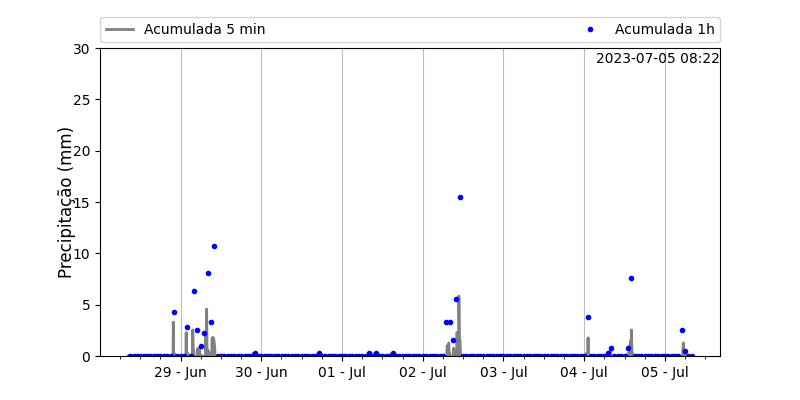 Acumulada 5 min
Acumulada 1h
2023-07-05 08:22
Precipitação (mm)
30
25
20
15
10
5
0
29 - Jun
30 - Jun
01 - Jul
02 - Jul
03 - Jul
04 - Jul
05 - Jul